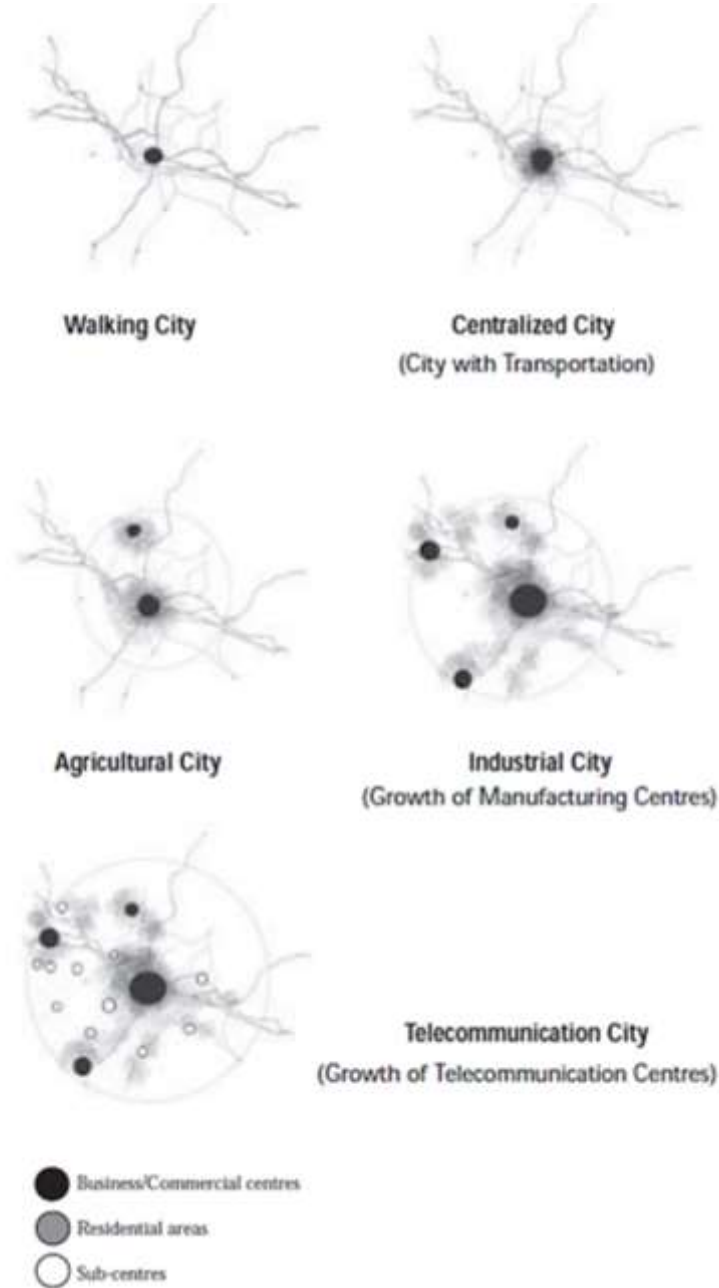 Walking City
Centralized City
(City with Transportation)
Agricultural City
Industrial City
(Growth of Manufacturing Centres)
Telecommunication City
(Growth of Telecommunication Centres)
Business/Commercial centres
Residential areas
Sub-centres